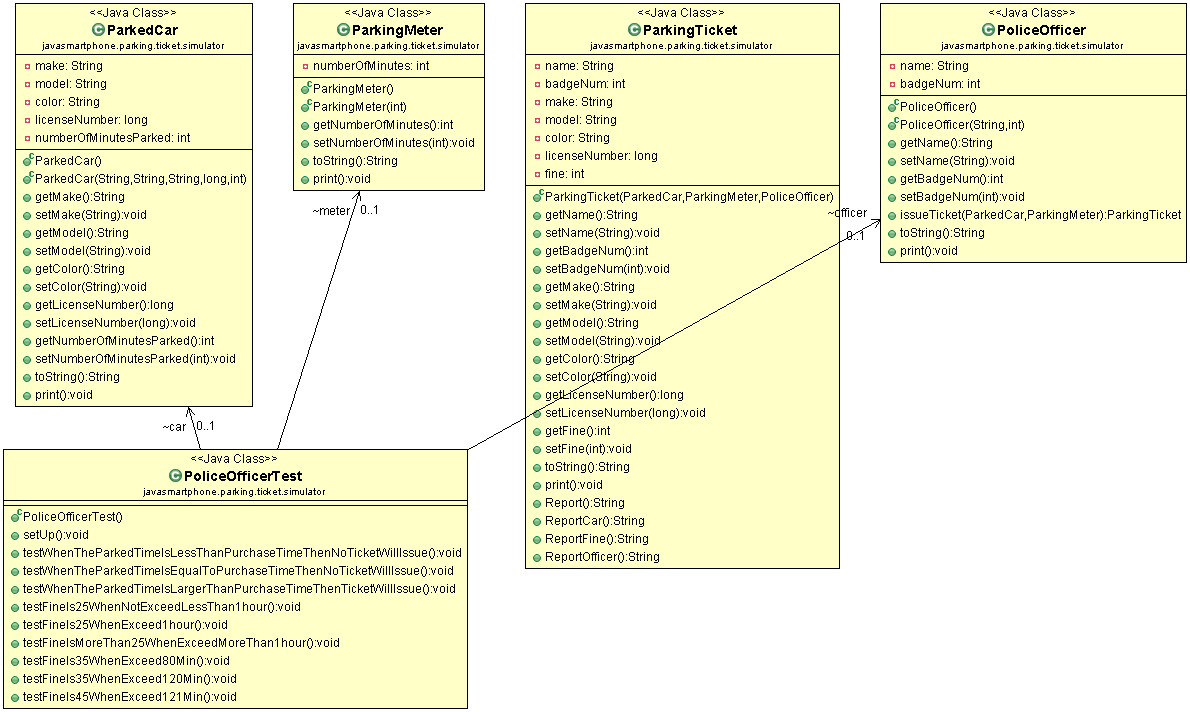 <<Java Class>>
ParkedCar
javasmartphone.parking.ticket.simulator
make: String
model: String
color: String
licenseNumber: long
numberOfMinutesParked: int
ParkedCar()
ParkedCar(String,String,String,long,int)
getMake():String
setMake(String):void
getModel():String
setModel(String):void
getColor():String
setColor(String):void
getLicenseNumber():long
setLicenseNumber(long):void
getNumberOfMinutesParked():int
setNumberOfMinutesParked(int):void
toString():String
print():void
<<Java Class>>
ParkingMeter
javasmartphone.parking.ticket.simulator
numberOfMinutes: int
ParkingMeter()
ParkingMeter(int)
getNumberOfMinutes():int
setNumberOfMinutes(int):void
toString():String
print():void
<<Java Class>>
ParkingTicket
javasmartphone.parking.ticket.simulator
name: String
badgeNum: int
make: String
model: String
color: String
licenseNumber: long
fine: int
ParkingTicket(ParkedCar,ParkingMeter,PoliceOfficer)
getName():String
setName(String):void
getBadgeNum():int
setBadgeNum(int):void
getMake():String
setMake(String):void
getModel():String
setModel(String):void
getColor():String
setColor(String):void
getLicenseNumber():long
setLicenseNumber(long):void
getFine():int
setFine(int):void
toString():String
print():void
Report():String
ReportCar():String
ReportFine():String
ReportOfficer():String
<<Java Class>>
PoliceOfficer
javasmartphone.parking.ticket.simulator
name: String
badgeNum: int
PoliceOfficer()
PoliceOfficer(String,int)
getName():String
setName(String):void
getBadgeNum():int
setBadgeNum(int):void
issueTicket(ParkedCar,ParkingMeter):ParkingTicket
toString():String
print():void
~meter 0..1
~officer
0..1
~car 0..1
<<Java Class>>
PoliceOfficerTest
javasmartphone.parking.ticket.simulator
PoliceOfficerTest()
setUp():void
testWhenTheParkedTimeIsLessThanPurchaseTimeThenNoTicketWillIssue():void
testWhenTheParkedTimeIsEqualToPurchaseTimeThenNoTicketWillIssue():void
testWhenTheParkedTimeIsLargerThanPurchaseTimeThenTicketWillIssue():void
testFineIs25WhenNotExceedLessThan1hour():void
testFineIs25WhenExceed1hour():void
testFineIsMoreThan25WhenExceedMoreThan1hour():void
testFineIs35WhenExceed80Min():void
testFineIs35WhenExceed120Min():void
testFineIs45WhenExceed121Min():void